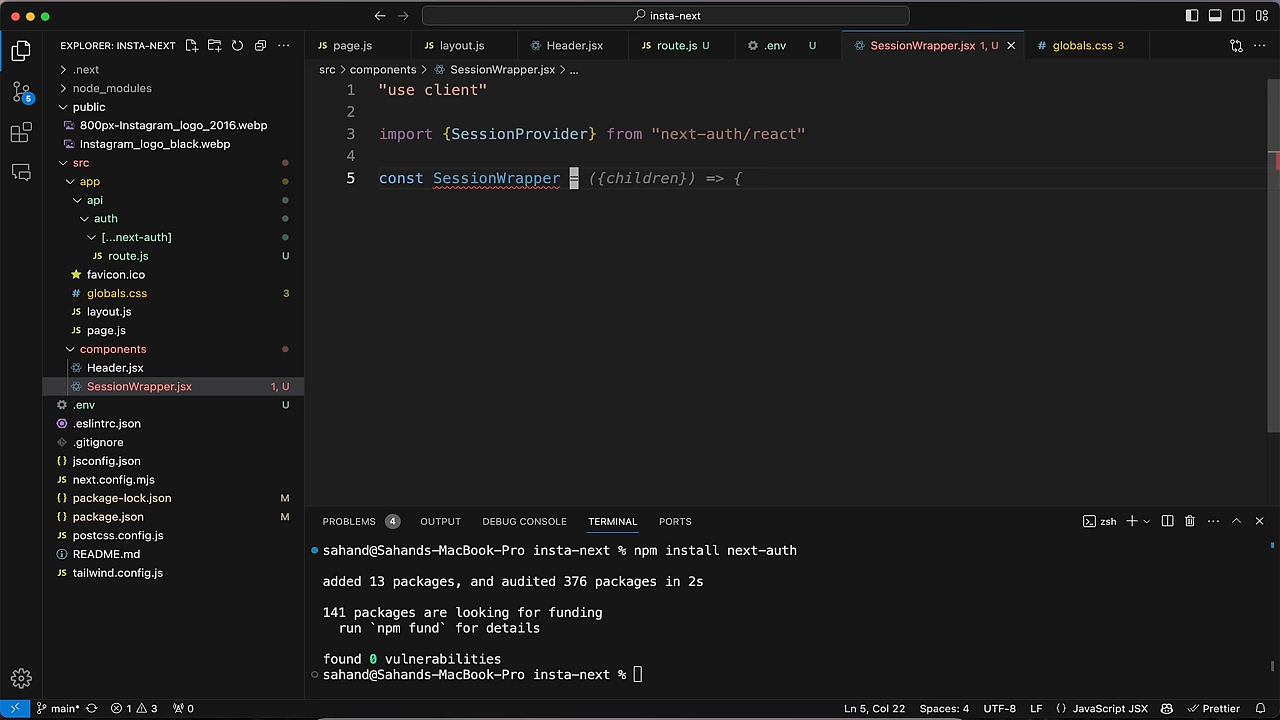 insta-next
EXPLORER: INSTA-NEXT
page.js
layout.js
Header.jsx
route.js U
.env U
SessionWrapper.jsx 1, U
globals.css 3
src > components > SessionWrapper.jsx > ...
.next
node_modules
public
800px-Instagram_logo_2016.webp
Instagram_logo_black.webp
src
app
api
auth
[...next-auth]
route.js U
favicon.ico
globals.css 3
layout.js
page.js
components
Header.jsx
SessionWrapper.jsx 1, U
.env U
.eslintrc.json
.gitignore
jsconfig.json
next.config.mjs
package-lock.json M
package.json M
postcss.config.js
README.md
tailwind.config.js
5
1 "use client"
2
3 import {SessionProvider} from "next-auth/react"
4
5 const SessionWrapper = ({children}) => {
PROBLEMS 4 OUTPUT DEBUG CONSOLE TERMINAL PORTS
zsh
sahand@Sahands-MacBook-Pro insta-next % npm install next-auth
added 13 packages, and audited 376 packages in 2s
141 packages are looking for funding
run `npm fund` for details
found 0 vulnerabilities
sahand@Sahands-MacBook-Pro insta-next %
main* 1 3 0
Ln 5, Col 22 Spaces: 4 UTF-8 LF {} JavaScript JSX Prettier